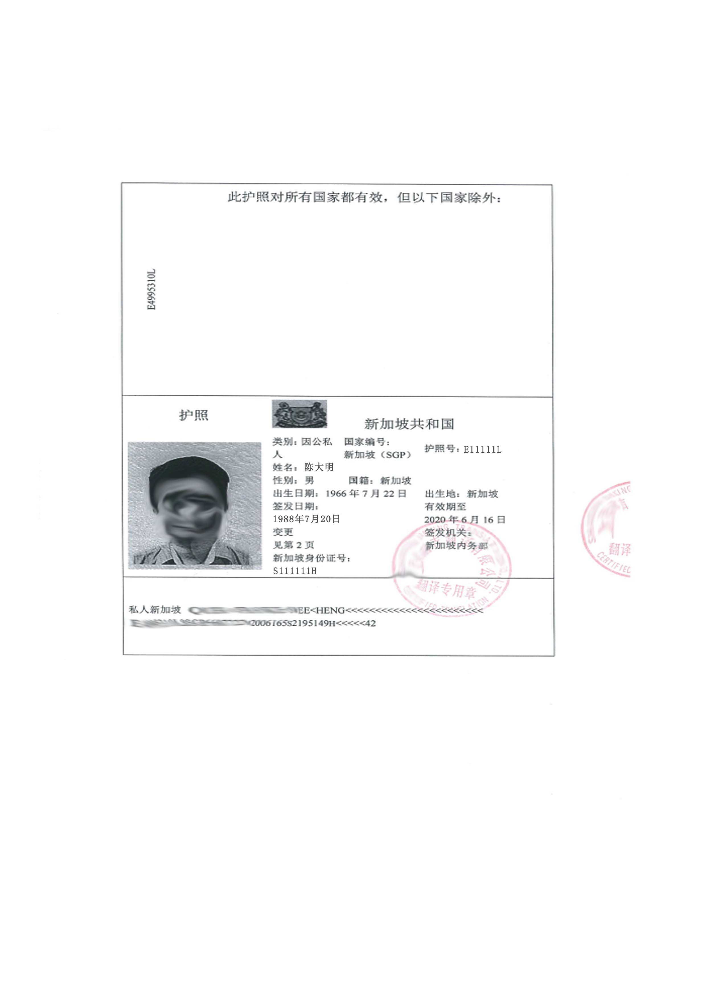 此护照对所有国家都有效，但以下国家除外：
E4995310L
护照
新加坡共和国
类别：因公私人
国家编号：
新加坡（SGP）
护照号：E11111L
姓名：陈大明
性别：男 国籍：新加坡
出生日期：1966 年 7 月 22 日 出生地：新加坡
签发日期： 有效期至
1988年7月20日 2020 年 6 月 16 日
变更 签发机关：
见第 2 页 新加坡内务部
新加坡身份证号：
S111111H
有限公司
翻译专用章
私人新加坡 EE<HENG<<<<<<<<<<<<<<<<<<<<<<<
2006165S2195149H<<<<<42
翻译
CERTIFIED